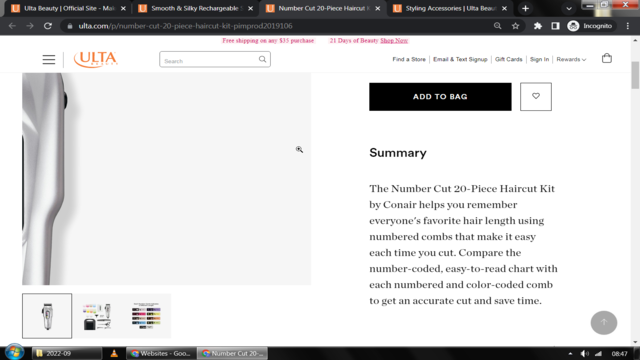 Ulta Beauty | Official Site - Mak
Smooth & Silky Rechargeable S
Number Cut 20-Piece Haircut K
Styling Accessories | Ulta Beaut
ulta.com/p/number-cut-20-piece-haircut-kit-pimprod2019106
Incognito
Free shipping on any $35 purchase 21 Days of Beauty Shop Now
ULTA
BEAUTY
Search
Find a Store Email & Text Signup Gift Cards Sign In Rewards
ADD TO BAG
Summary
The Number Cut 20-Piece Haircut Kit
by Conair helps you remember
everyone's favorite hair length using
numbered combs that make it easy
each time you cut. Compare the
number-coded, easy-to-read chart with
each numbered and color-coded comb
to get an accurate cut and save time.
2022-09
Websites - Goo...
Number Cut 20-...
08:47